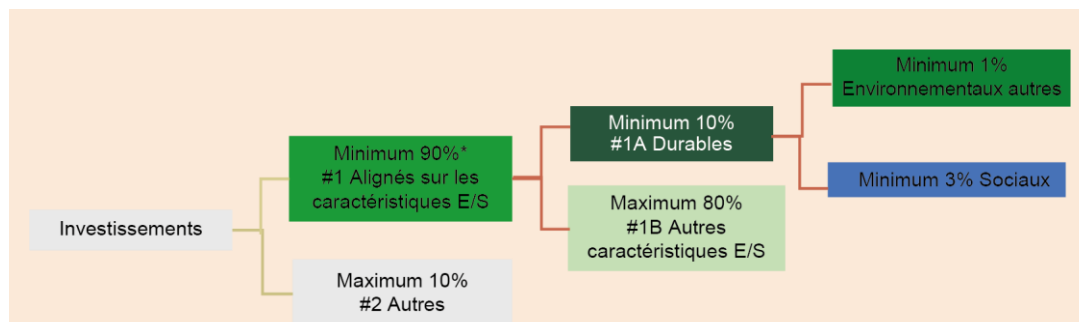 Investissements
Minimum 90%*
#1 Alignés sur les
caractéristiques E/S
Maximum 10%
#2 Autres
Minimum 10%
#1A Durables
Maximum 80%
#1B Autres
caractéristiques E/S
Minimum 1%
Environnementaux autres
Minimum 3% Sociaux